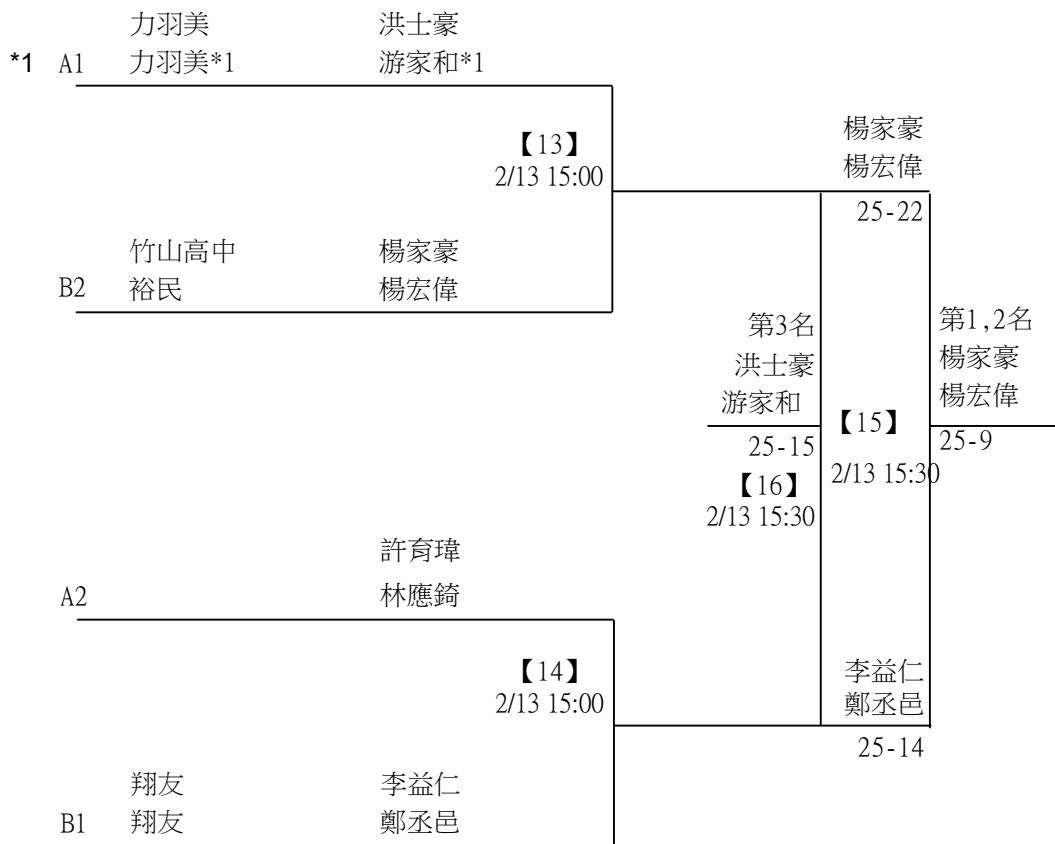 力羽美 洪士豪
*1 A1 力羽美*1 游家和*1
【13】
2/13 15:00
楊家豪
楊宏偉
25-22
竹山高中 楊家豪
B2 裕民 楊宏偉
第3名
洪士豪
游家和
25-15
【16】
2/13 15:30
【15】
2/13 15:30
第1,2名
楊家豪
楊宏偉
25-9
許育瑋
A2 林應錡
【14】
2/13 15:00
李益仁
鄭丞邑
25-14
翔友 李益仁
B1 翔友 鄭丞邑